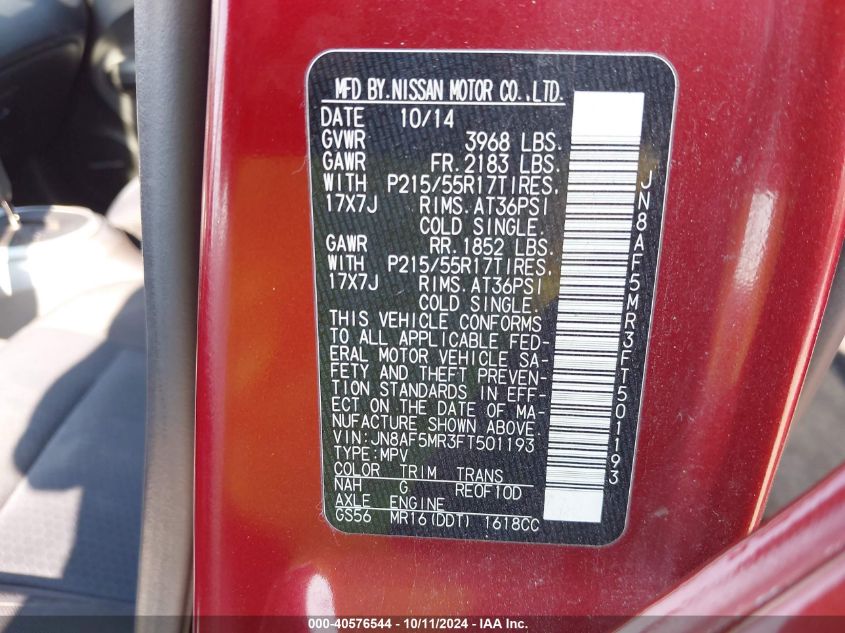 MFD BY.NISSAN MOTOR CO.,LTD.
DATE 10/14
GVWR 3968 LBS.
GAWR FR.2183 LBS.
WITH P215/55R17TIRES,
17X7J RIMS.AT36PSI
COLD SINGLE.
GAWR RR.1852 LBS.
WITH P215/55R17TIRES,
17X7J RIMS.AT36PSI
COLD SINGLE.
THIS VEHICLE CONFORMS
TO ALL APPLICABLE FED-
ERAL MOTOR VEHICLE SA-
FETY AND THEFT PREVEN-
TION STANDARDS IN EFF-
ECT ON THE DATE OF MA-
NUFACTURE SHOWN ABOVE.
VIN:JN8AF5MR3FT501193
TYPE:MPV
COLOR TRIM TRANS
NAH G RE0F10D
AXLE ENGINE
GS56 MR16(DDT) 1618CC
JN8AF5MR3FT501193
000-40576544 - 10/11/2024 - IAA Inc.